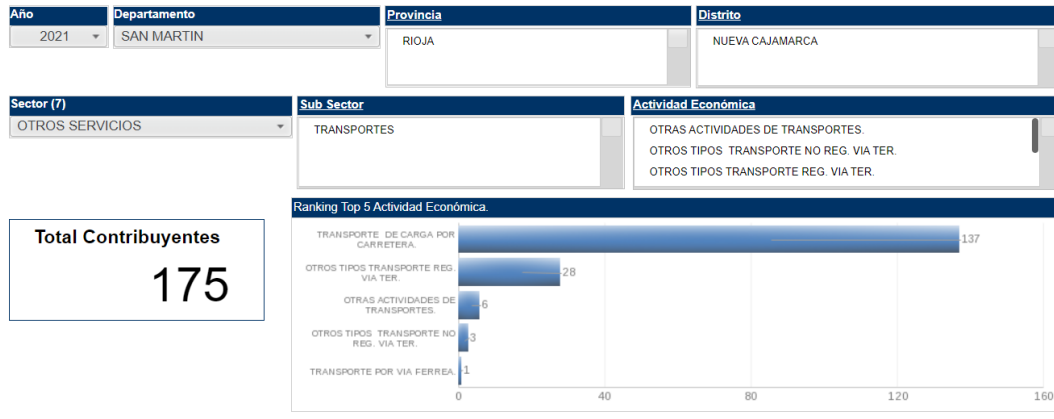 Año
Departamento
Provincia
Distrito
2021
SAN MARTIN
RIOJA
NUEVA CAJAMARCA
Sector (7)
Sub Sector
Actividad Económica
OTROS SERVICIOS
TRANSPORTES
OTRAS ACTIVIDADES DE TRANSPORTES.
OTROS TIPOS  TRANSPORTE NO REG. VIA TER.
OTROS TIPOS TRANSPORTE REG. VIA TER.
Total Contribuyentes
175
Ranking Top 5 Actividad Económica.
TRANSPORTE  DE CARGA POR
CARRETERA.
137
OTROS TIPOS TRANSPORTE REG.
VIA TER.
28
OTRAS ACTIVIDADES DE
TRANSPORTES.
6
OTROS TIPOS  TRANSPORTE NO
REG. VIA TER.
3
TRANSPORTE POR VIA FERREA.
1
0
40
80
120
160